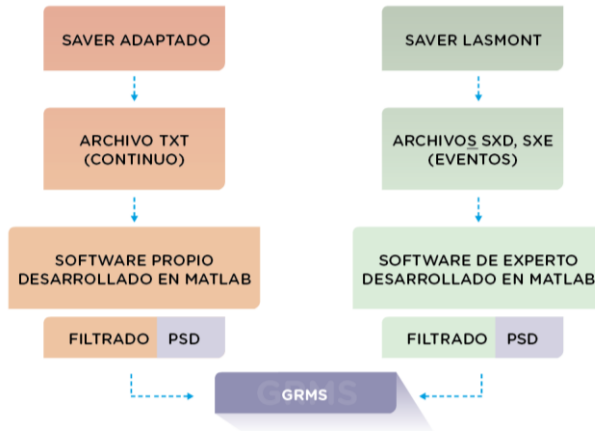 SAVER ADAPTADO
ARCHIVO TXT
(CONTINUO)
SOFTWARE PROPIO
DESARROLLADO EN MATLAB
FILTRADO PSD
SAVER LASMONT
ARCHIVOS SXD, SXE
(EVENTOS)
SOFTWARE DE EXPERTO
DESARROLLADO EN MATLAB
FILTRADO PSD
GRMS
GRMS